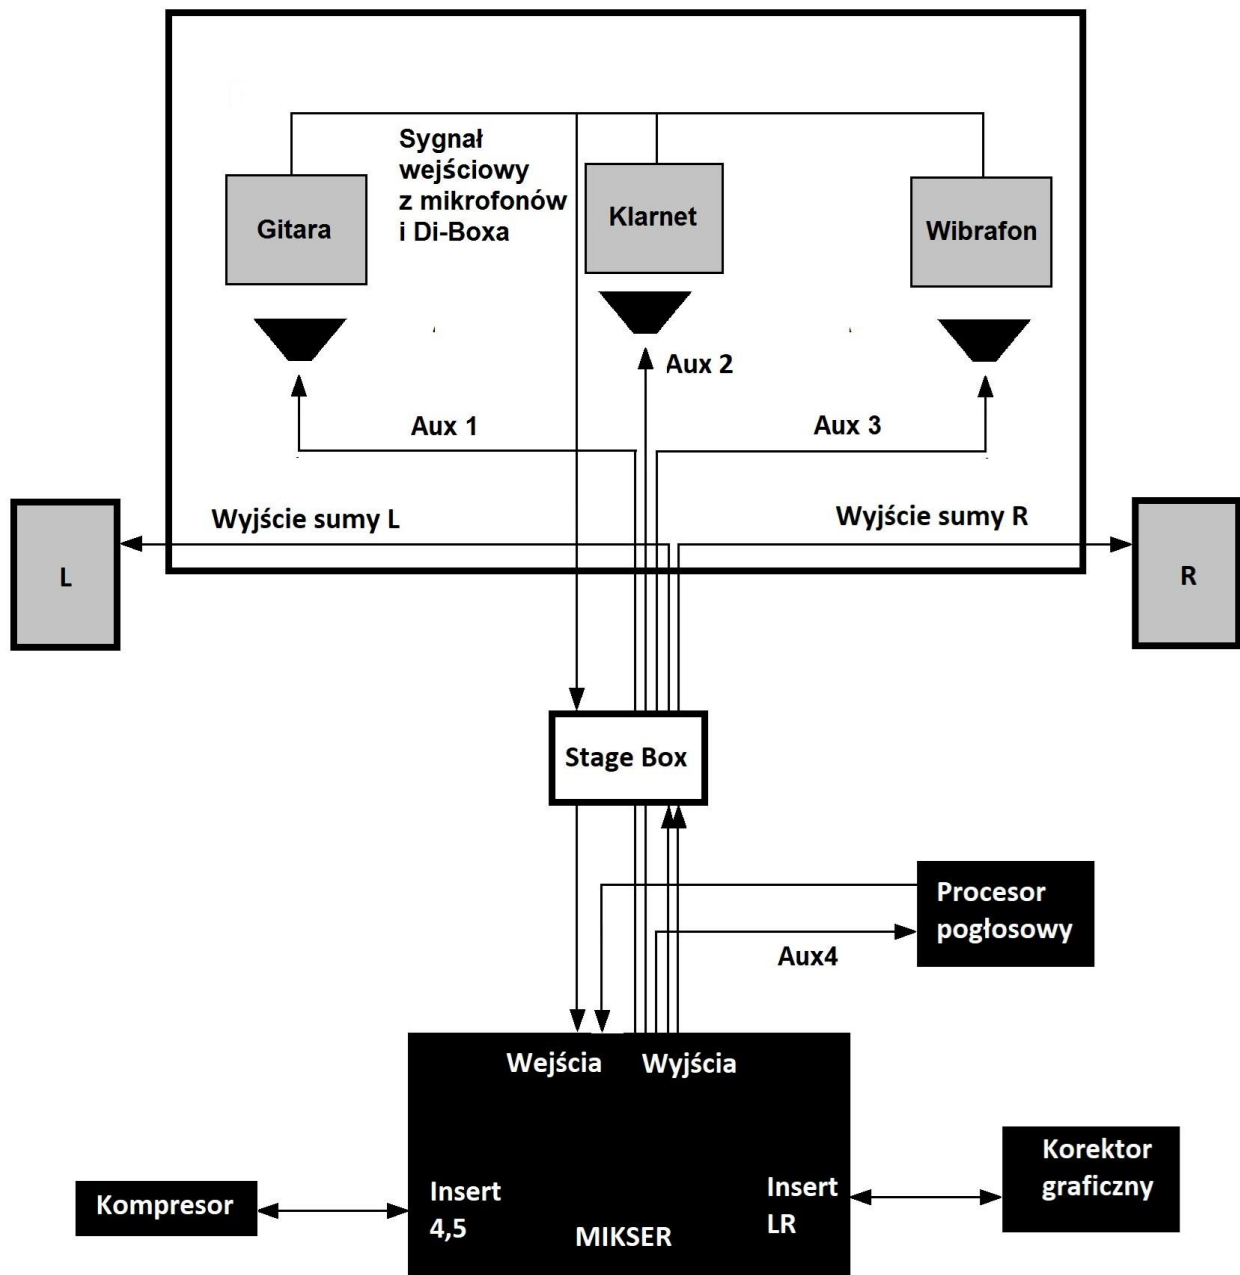 Sygnał
wejściowy
z mikrofonów
i Di-Boxa
Gitara
Klarnet
Wibrafon
Aux 2
Aux 1
Aux 3
Wyjście sumy L
Wyjście sumy R
L
R
Stage Box
Procesor
pogłosowy
Aux4
Wejścia
Wyjścia
Kompresor
Insert
4,5
MIKSER
Insert
LR
Korektor
graficzny